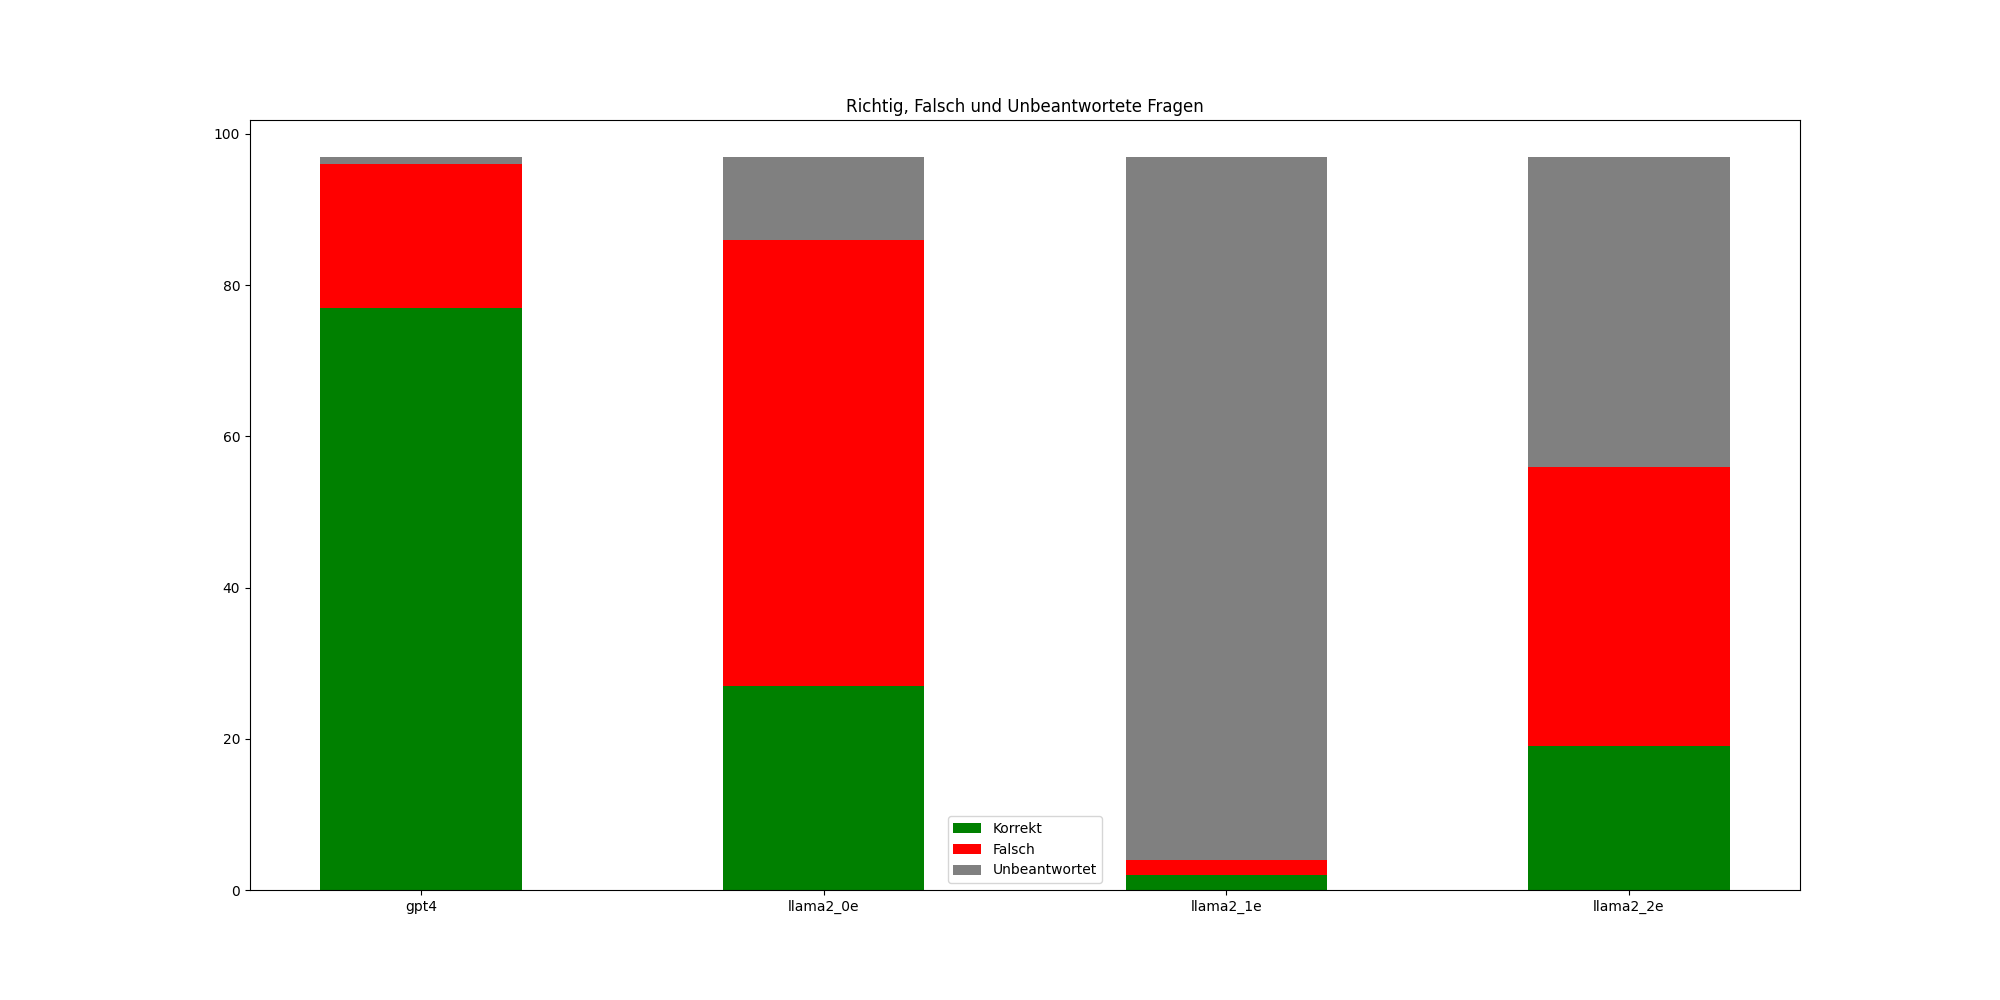 Richtig, Falsch und Unbeantwortete Fragen
100
80
60
40
20
0
Korrekt
Falsch
Unbeantwortet
gpt4
llama2_0e
llama2_1e
llama2_2e